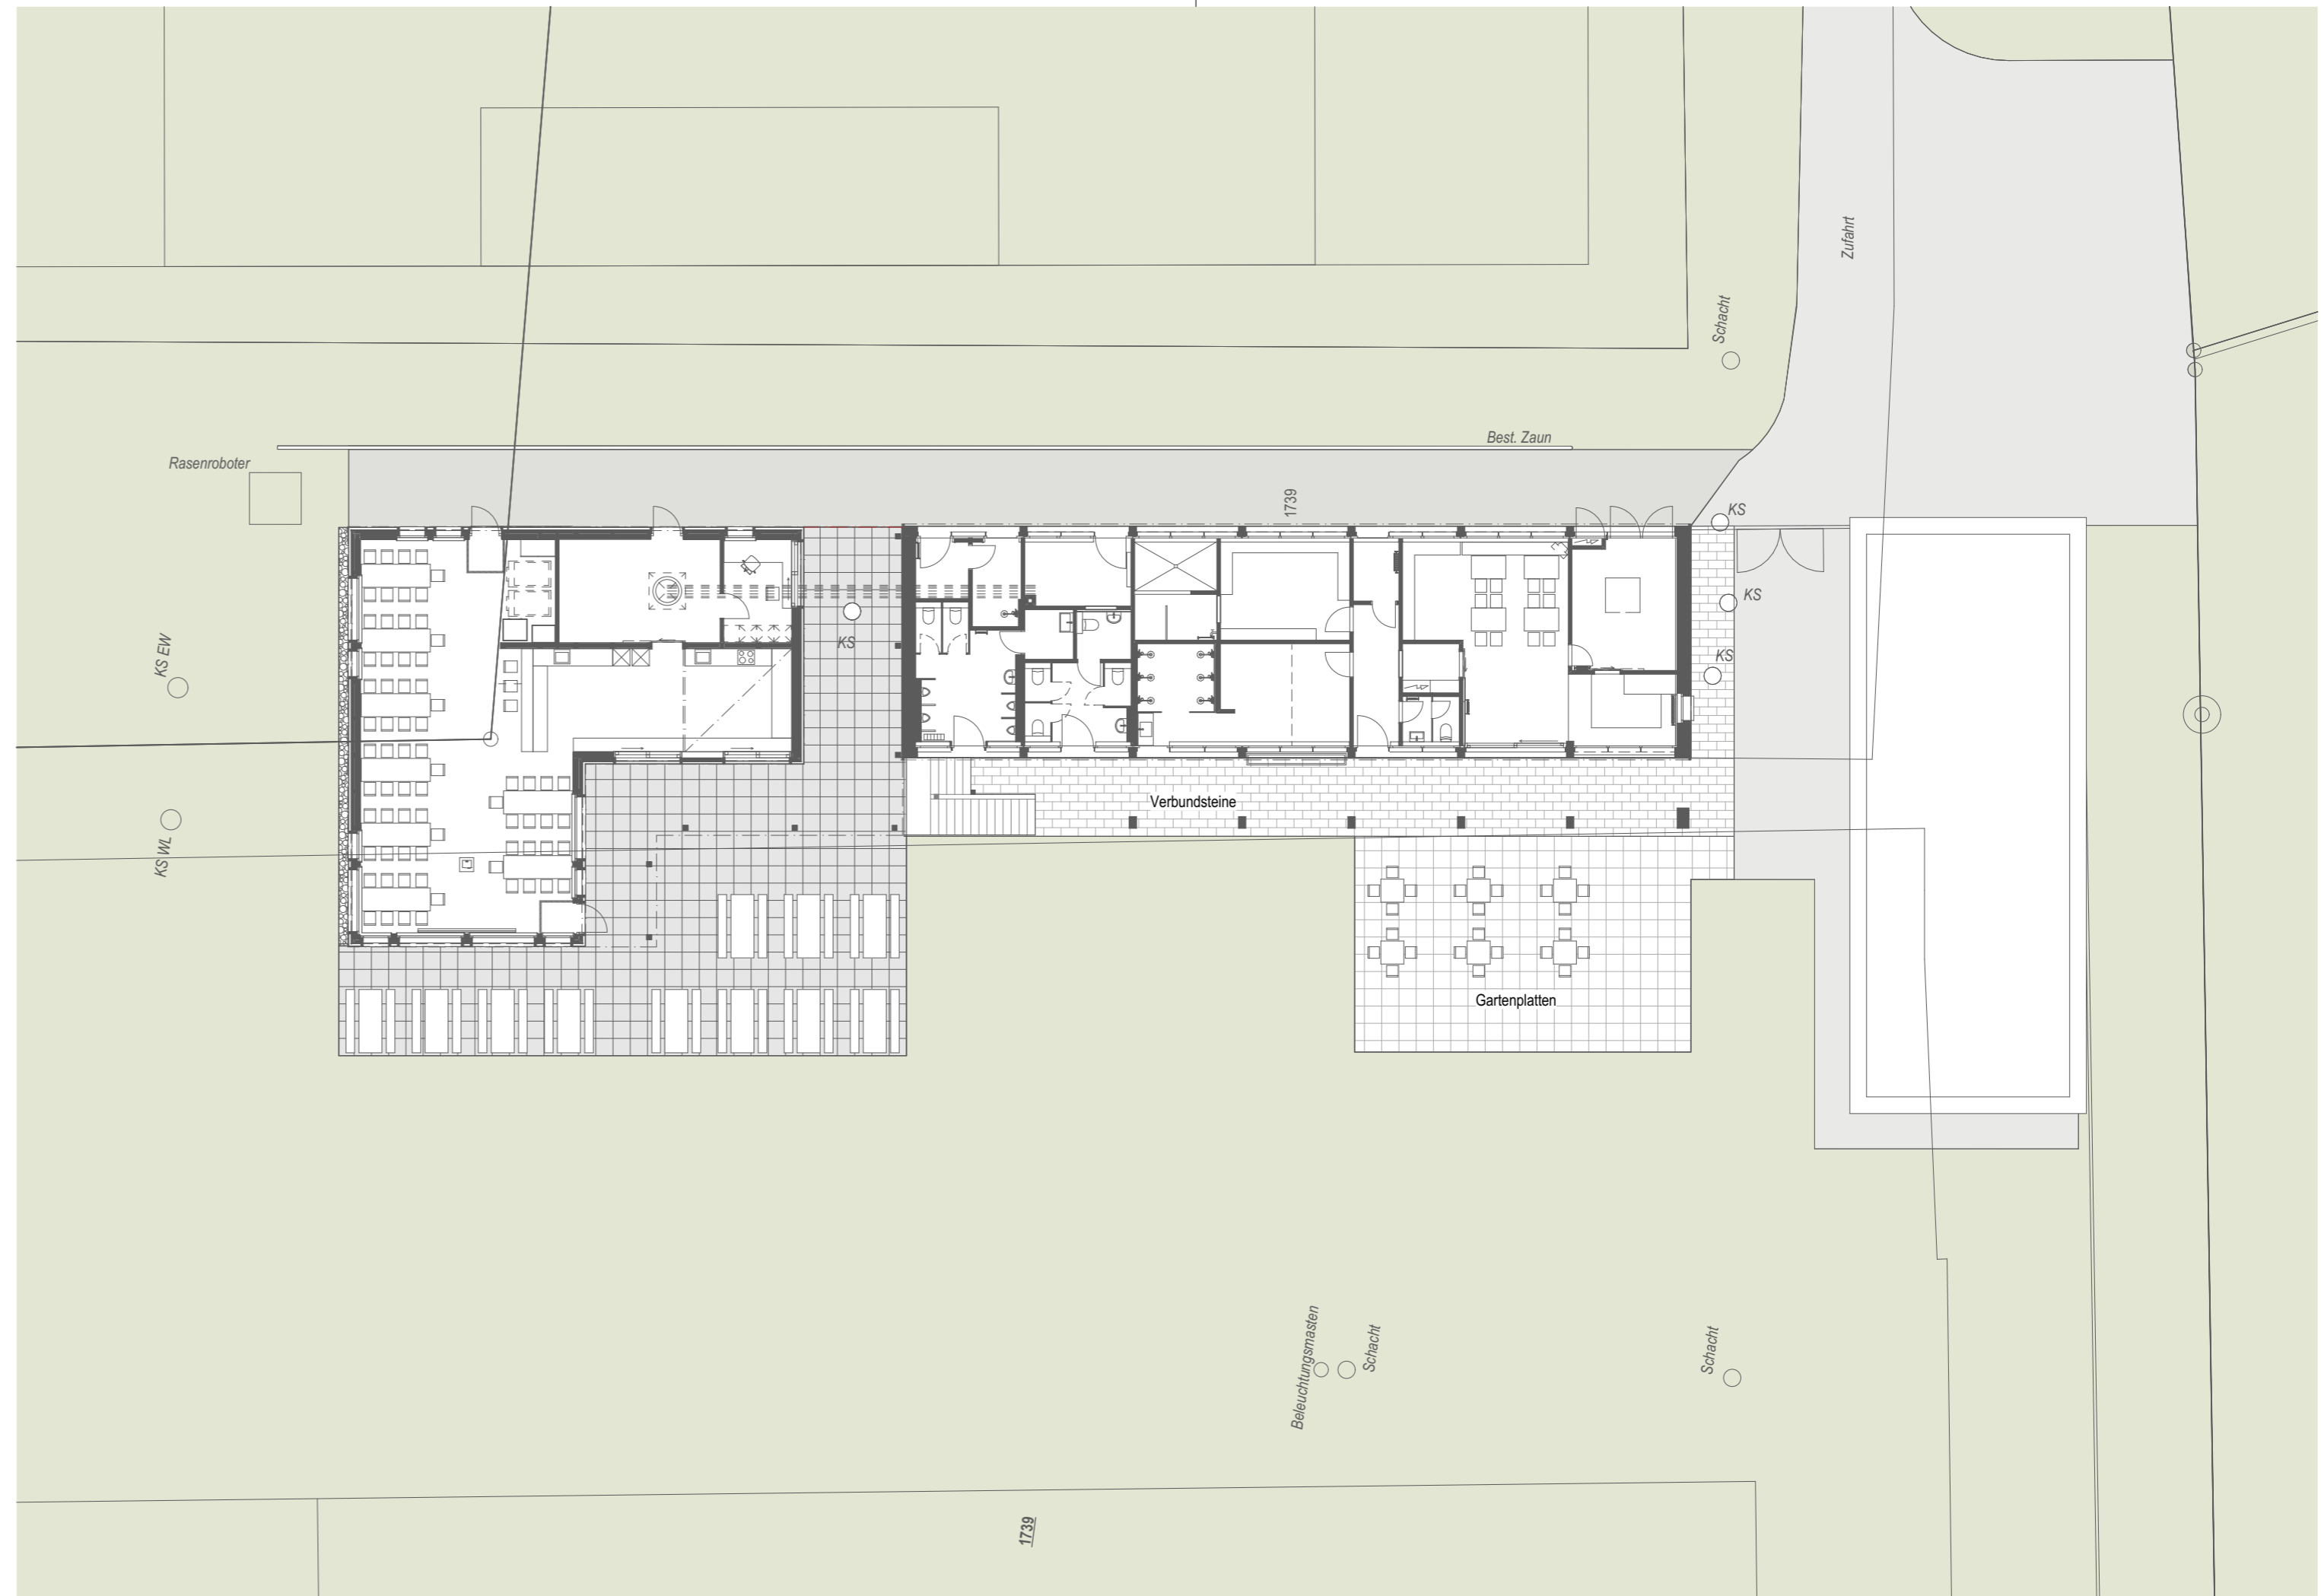 Zufahrt
Schacht
Best. Zaun
Rasenroboter
1739
KS
KS
KS
KS
KS EW
KS WL
Verbundsteine
Gartenplatten
Beleuchtungsmasten
Schacht
Schacht
1739